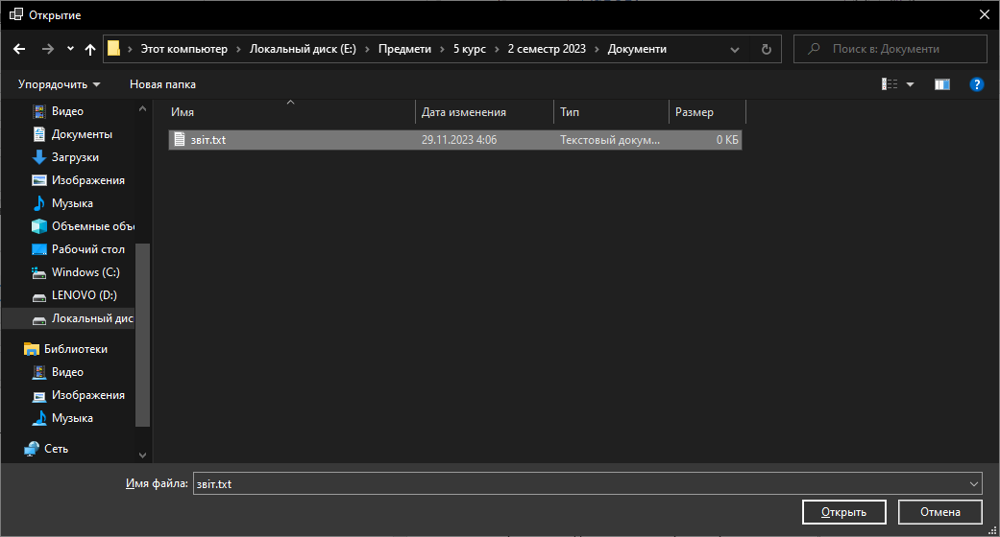 Открытие
Этот компьютер › Локальный диск (E:) › Предмети › 5 курс › 2 семестр 2023 › Документи
Поиск в: Документи
Упорядочить Новая папка
?
Имя Дата изменения Тип Размер
звіт.txt 29.11.2023 4:06 Текстовый докум... 0 КБ
Видео
Документы
Загрузки
Изображения
Музыка
Объемные объ
Рабочий стол
Windows (C:)
LENOVO (D:)
Локальный дис
Библиотеки
Видео
Изображения
Музыка
Сеть
Имя файла: звіт.txt
Открыть Отмена